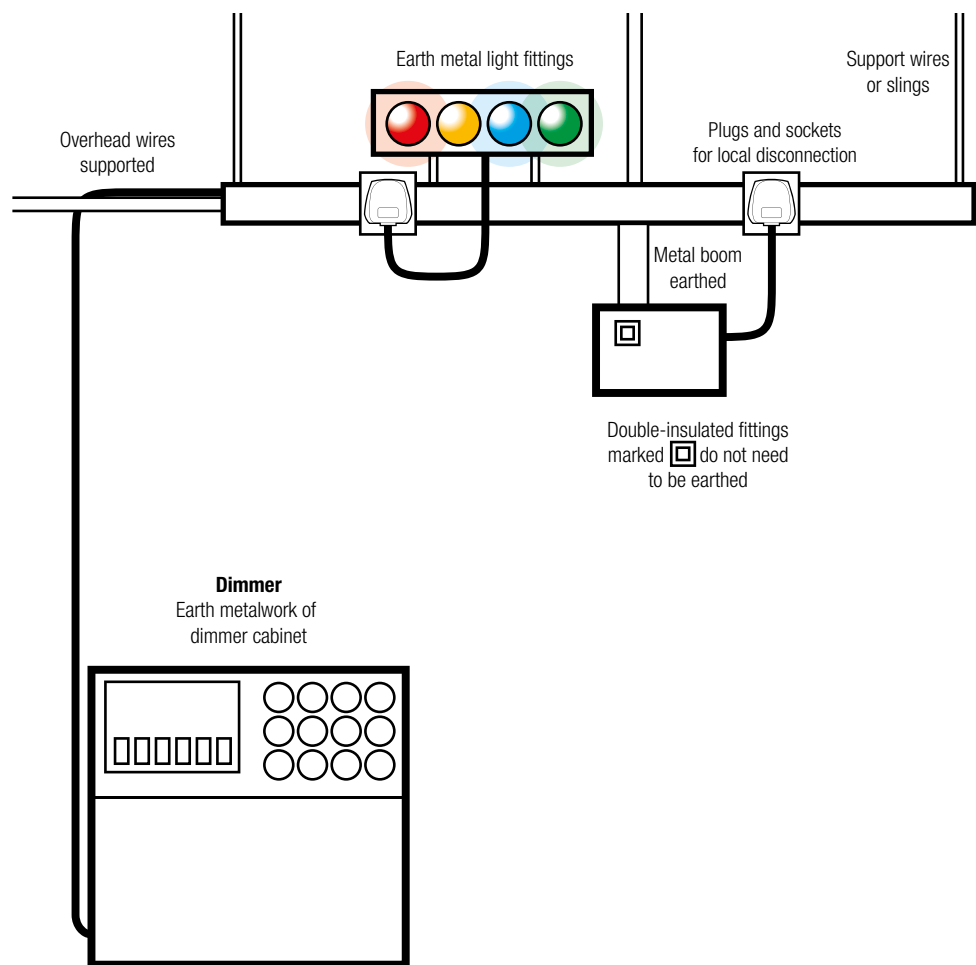 Earth metal light fittings
Support wires
or slings
Overhead wires
supported
Plugs and sockets
for local disconnection
Metal boom
earthed
Double-insulated fittings
marked do not need
to be earthed
Dimmer
Earth metalwork of
dimmer cabinet